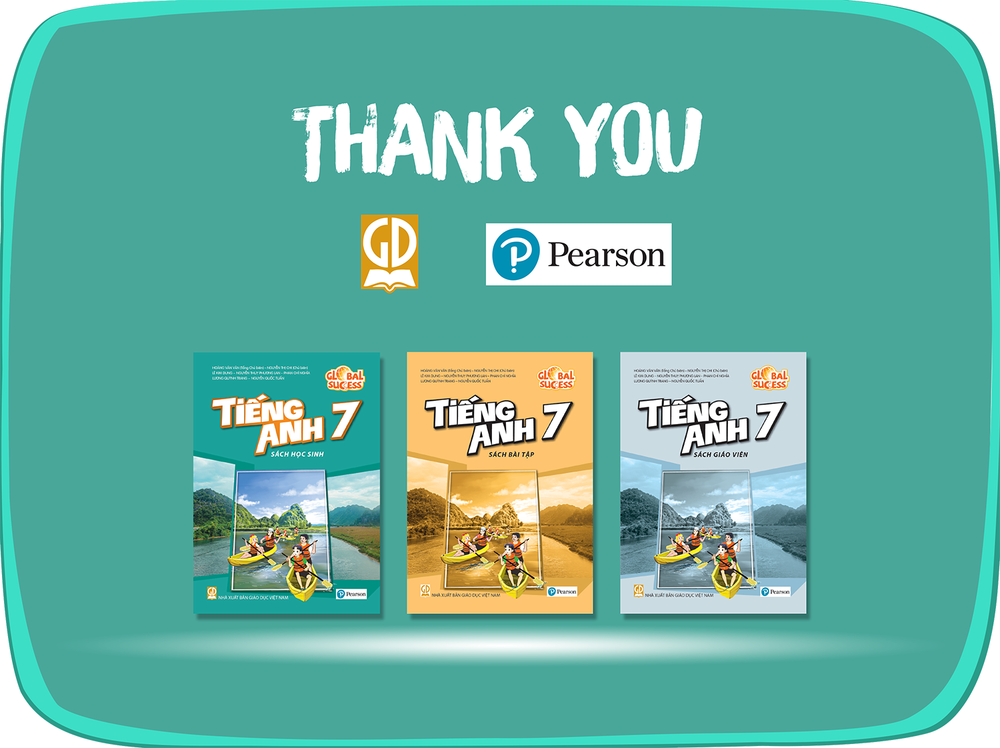 THANK YOU
GD
Pearson
HOÀNG VĂN VÂN (Tổng Chủ biên) – NGUYỄN THỊ CHI (Chủ biên)
LÊ KIM DUNG – NGUYỄN THUỴ PHƯƠNG LAN – PHAN CHÍ NGHĨA
LƯƠNG QUỲNH TRANG – NGUYỄN QUỐC TUẤN
GLOBAL
SUCCESS
TIẾNG
ANH 7
SÁCH HỌC SINH
GD
NHÀ XUẤT BẢN GIÁO DỤC VIỆT NAM
Pearson
HOÀNG VĂN VÂN (Tổng Chủ biên) – NGUYỄN THỊ CHI (Chủ biên)
LÊ KIM DUNG – NGUYỄN THUỴ PHƯƠNG LAN – PHAN CHÍ NGHĨA
LƯƠNG QUỲNH TRANG – NGUYỄN QUỐC TUẤN
GLOBAL
SUCCESS
TIẾNG
ANH 7
SÁCH BÀI TẬP
GD
NHÀ XUẤT BẢN GIÁO DỤC VIỆT NAM
Pearson
HOÀNG VĂN VÂN (Tổng Chủ biên) – NGUYỄN THỊ CHI (Chủ biên)
LÊ KIM DUNG – NGUYỄN THUỴ PHƯƠNG LAN – PHAN CHÍ NGHĨA
LƯƠNG QUỲNH TRANG – NGUYỄN QUỐC TUẤN
GLOBAL
SUCCESS
TIẾNG
ANH 7
SÁCH GIÁO VIÊN
GD
NHÀ XUẤT BẢN GIÁO DỤC VIỆT NAM
Pearson